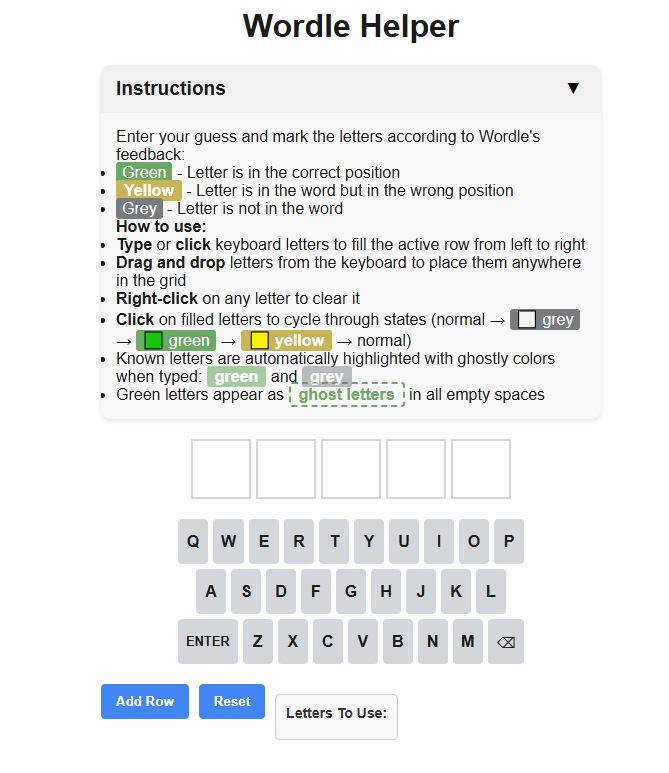 Wordle Helper
Instructions ▼
Enter your guess and mark the letters according to Wordle's
feedback:
• Green - Letter is in the correct position
• Yellow - Letter is in the word but in the wrong position
• Grey - Letter is not in the word
How to use:
• Type or click keyboard letters to fill the active row from left to right
• Drag and drop letters from the keyboard to place them anywhere
in the grid
• Right-click on any letter to clear it
• Click on filled letters to cycle through states (normal → grey
→ green → yellow → normal)
• Known letters are automatically highlighted with ghostly colors
when typed: green and grey
• Green letters appear as ghost letters in all empty spaces
Q W E R T Y U I O P
A S D F G H J K L
ENTER Z X C V B N M ⌫
Add Row Reset Letters To Use: